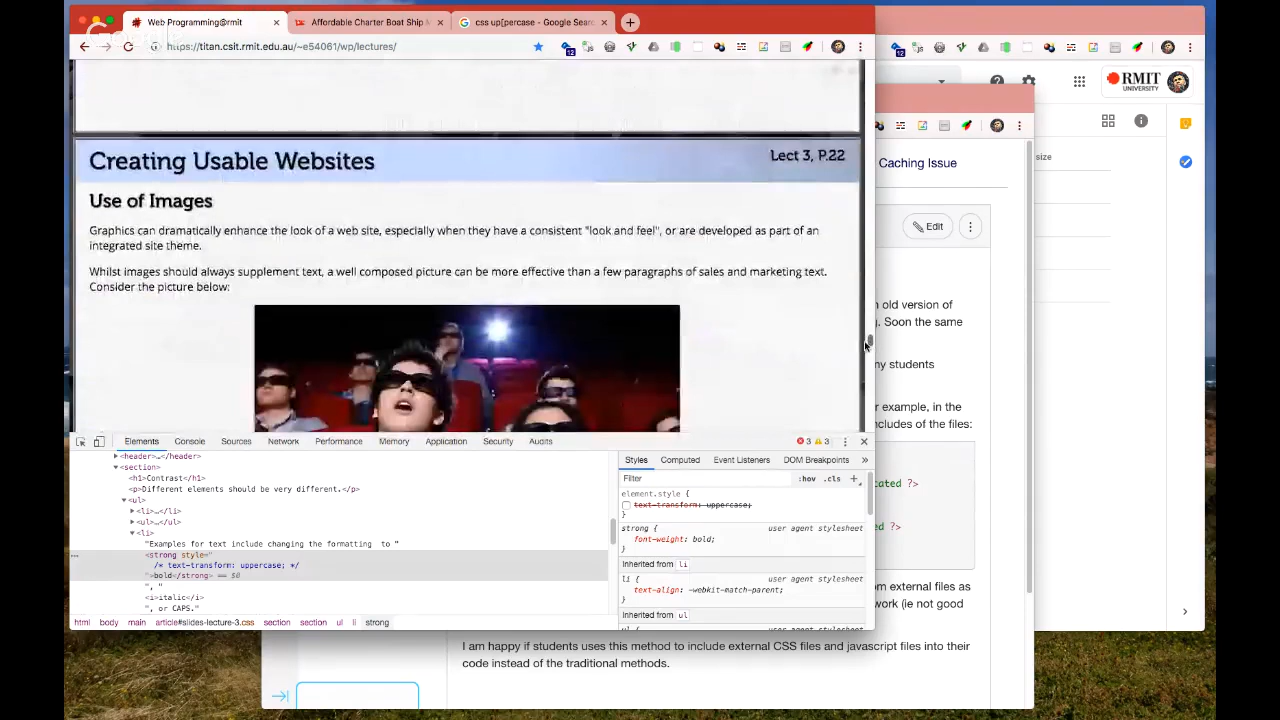 Google
Web Programming@rmit
Affordable Charter Boat Ship
css up[percase - Google Sear
https://titan.csit.rmit.edu.au/~e54061/wp/lectures/
12
12
RMIT
UNIVERSITY
Creating Usable Websites
Lect 3, P.22
Use of Images
Graphics can dramatically enhance the look of a web site, especially when they have a consistent "look and feel", or are developed as part of an
integrated site theme.
Whilst images should always supplement text, a well composed picture can be more effective than a few paragraphs of sales and marketing text.
Consider the picture below:
Caching Issue
size
Edit
n old version of
g. Soon the same
ny students
r example, in the
ncludes of the files:
cated ?>
ed ?>
om external files as
work (ie not good
I am happy if students uses this method to include external CSS files and javascript files into their
code instead of the traditional methods.
Elements Console Sources Network Performance Memory Application Security Audits
3 3
<header>…</header>
<section>
<h1>Contrast</h1>
<p>Different elements should be very different.</p>
<ul>
<li>…</li>
<ul>…</ul>
<li>
"Examples for text include changing the formatting to "
<strong style="
/* text-transform: uppercase; */
">bold</strong> == $0
", "
<i>italic</i>
", or CAPS."
html body main article#slides-lecture-3.css section section ul li strong
Styles Computed Event Listeners DOM Breakpoints »
Filter
:hov .cls +
element.style {
text-transform: uppercase;
}
strong {
user agent stylesheet
font-weight: bold;
}
Inherited from li
li {
user agent stylesheet
text-align: -webkit-match-parent;
}
Inherited from ul